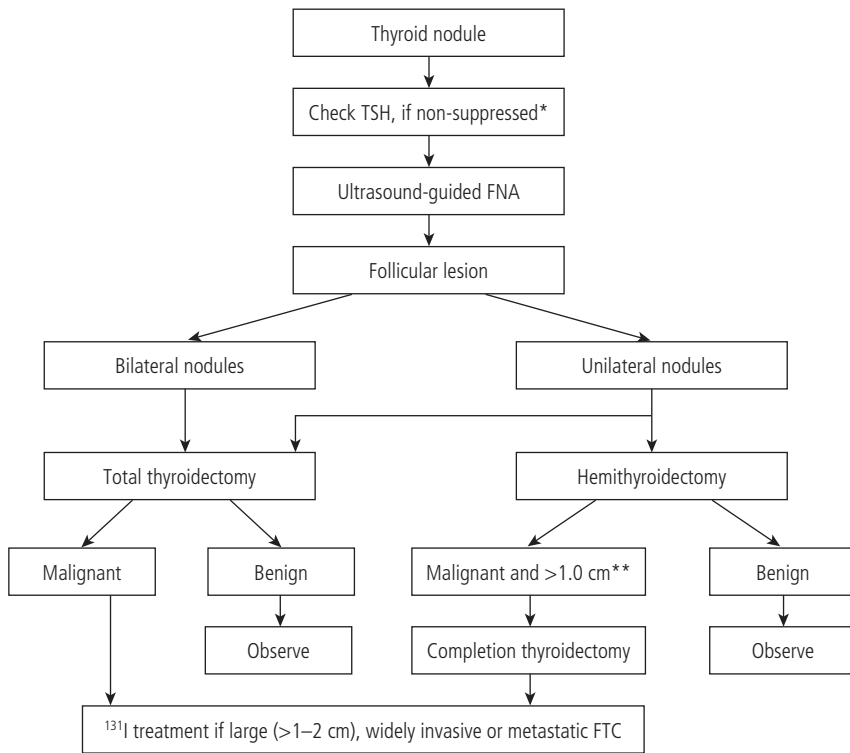 Thyroid nodule
Check TSH, if non-suppressed*
Ultrasound-guided FNA
Follicular lesion
Bilateral nodules
Unilateral nodules
Total thyroidectomy
Hemithyroidectomy
Malignant
Benign
Malignant and >1.0 cm**
Benign
Observe
Completion thyroidectomy
Observe
¹³¹I treatment if large (>1–2 cm), widely invasive or metastatic FTC